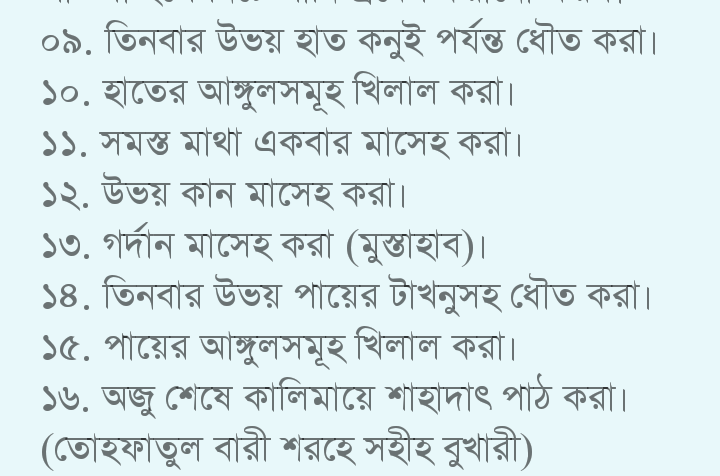 ০৯. তিনবার উভয় হাত কনুই পর্যন্ত ধৌত করা।
১০. হাতের আঙ্গুলসমূহ খিলাল করা।
১১. সমস্ত মাথা একবার মাসেহ করা।
১২. উভয় কান মাসেহ করা।
১৩. গর্দান মাসেহ করা (মুস্তাহাব)।
১৪. তিনবার উভয় পায়ের টাখনুসহ ধৌত করা।
১৫. পায়ের আঙ্গুলসমূহ খিলাল করা।
১৬. অজু শেষে কালিমায়ে শাহাদাৎ পাঠ করা।
(তোহফাতুল বারী শরহে সহীহ বুখারী)